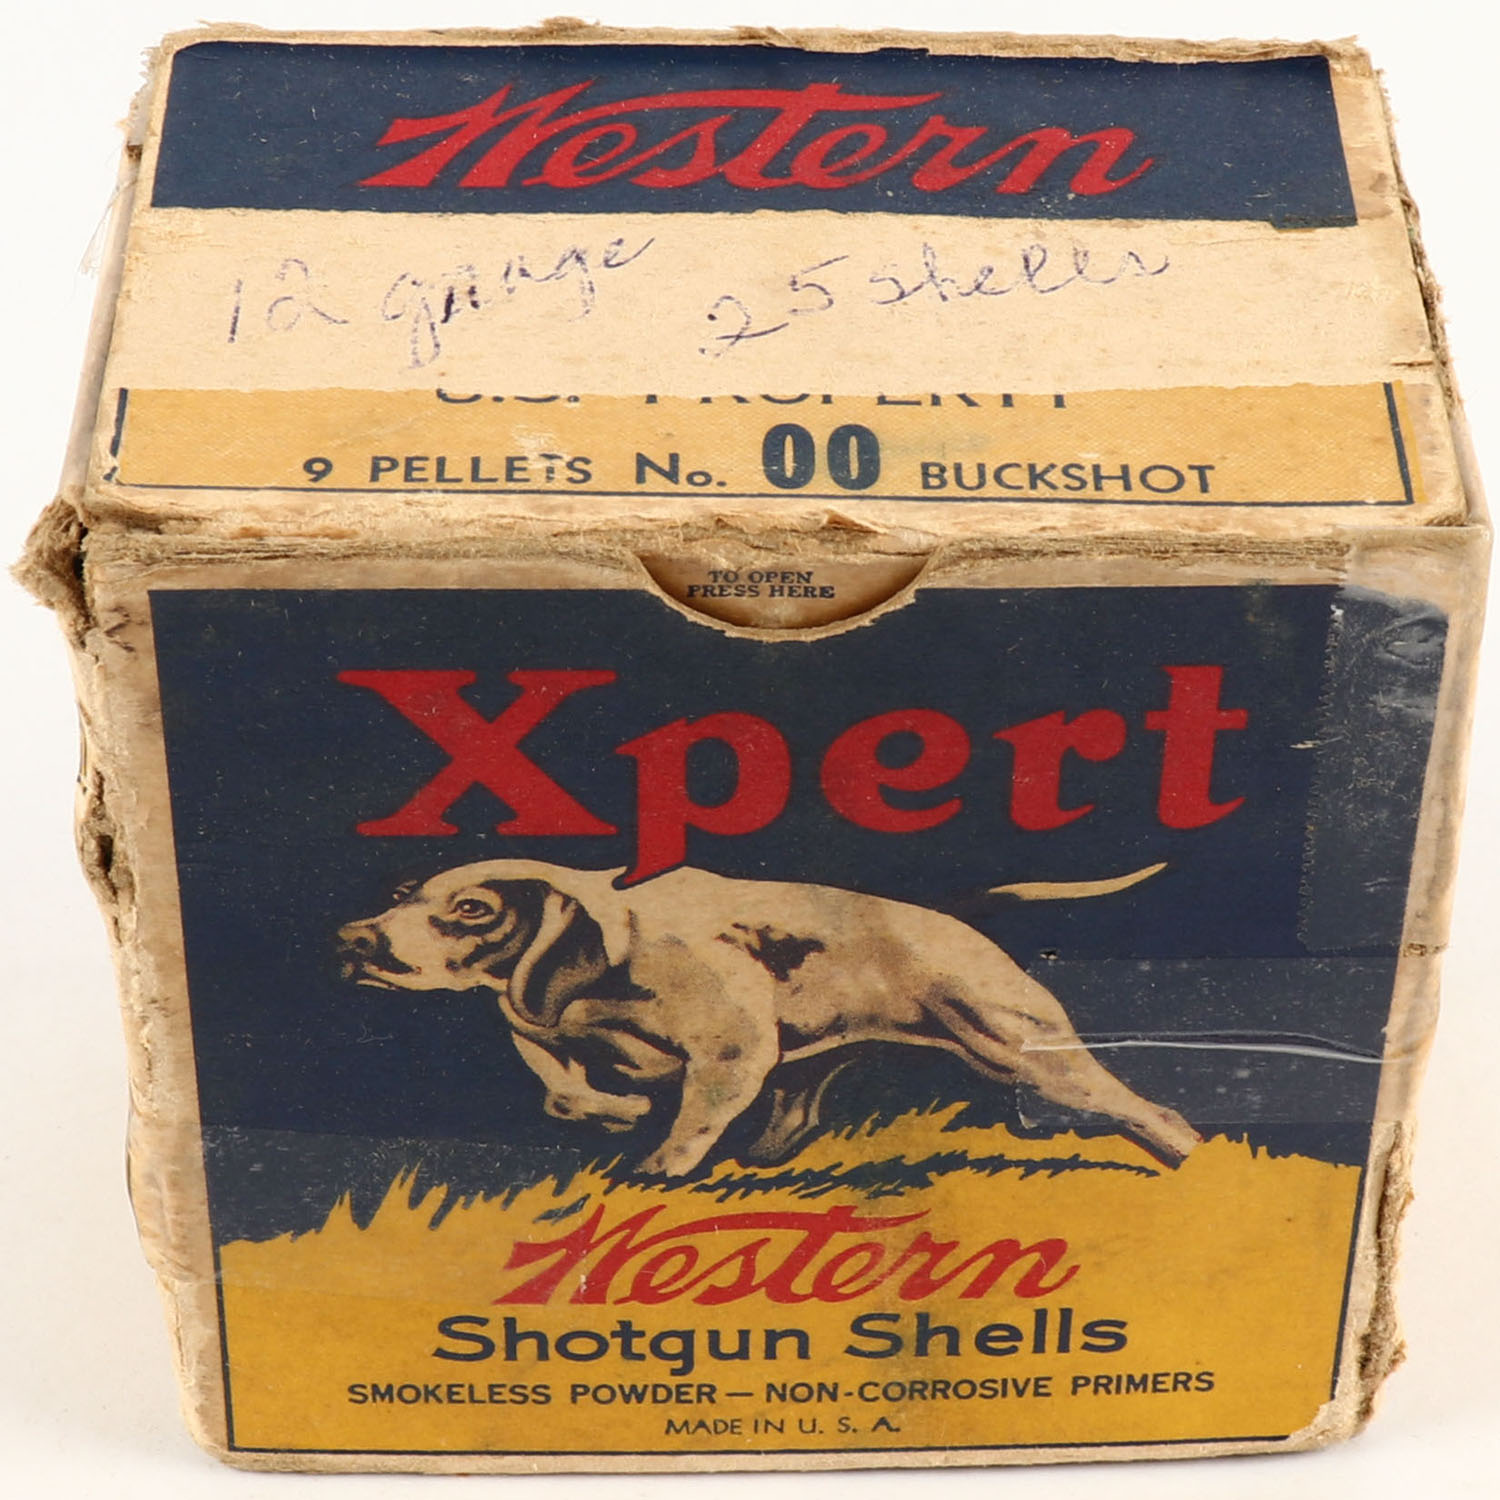 Western
12 gauge 25 shells
U.S. PROPERTY
9 PELLETS No. 00 BUCKSHOT
TO OPEN
PRESS HERE
Xpert
Western
Shotgun Shells
SMOKELESS POWDER — NON-CORROSIVE PRIMERS
MADE IN U. S. A.